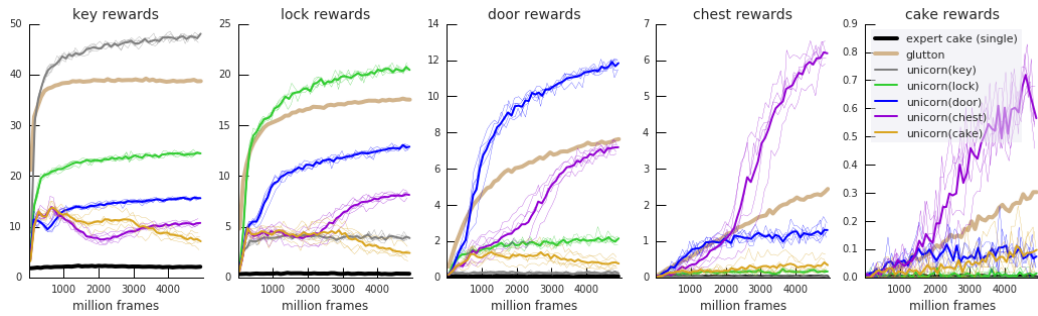 key rewards
50
40
30
20
10
0
1000 2000 3000 4000
million frames
lock rewards
25
20
15
10
5
0
1000 2000 3000 4000
million frames
door rewards
14
12
10
8
6
4
2
0
1000 2000 3000 4000
million frames
chest rewards
7
6
5
4
3
2
1
0
1000 2000 3000 4000
million frames
cake rewards
0.9
0.8
0.7
0.6
0.5
0.4
0.3
0.2
0.1
0.0
1000 2000 3000 4000
million frames
expert cake (single)
glutton
unicorn(key)
unicorn(lock)
unicorn(door)
unicorn(chest)
unicorn(cake)